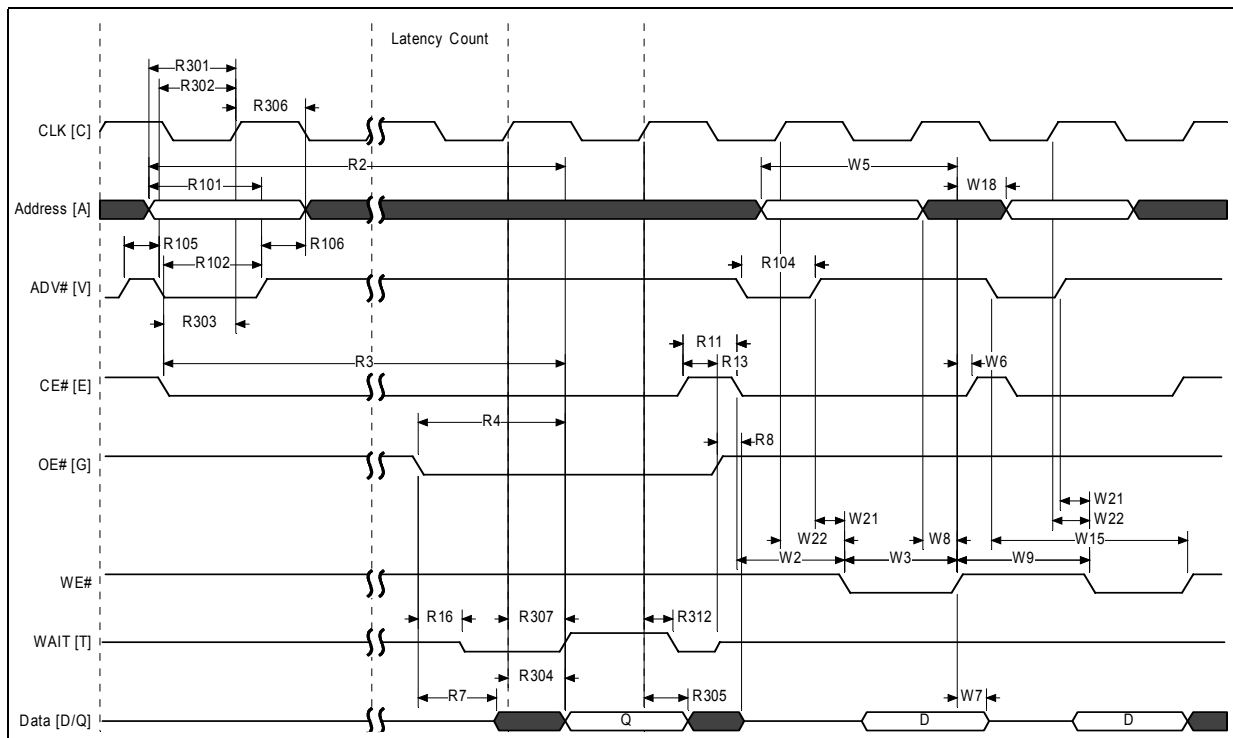 Latency Count
R301
R302
R306
CLK [C]
R2
W5
R101
W18
Address [A]
R105
R106
R102
R104
ADV# [V]
R303
R11
R3
R13
W6
CE# [E]
R4
R8
OE# [G]
W21
W21
W22
W22
W8
W15
W2
W3
W9
WE#
R16
R307
R312
WAIT [T]
R304
R7
R305
W7
Data [D/Q]
Q
D
D